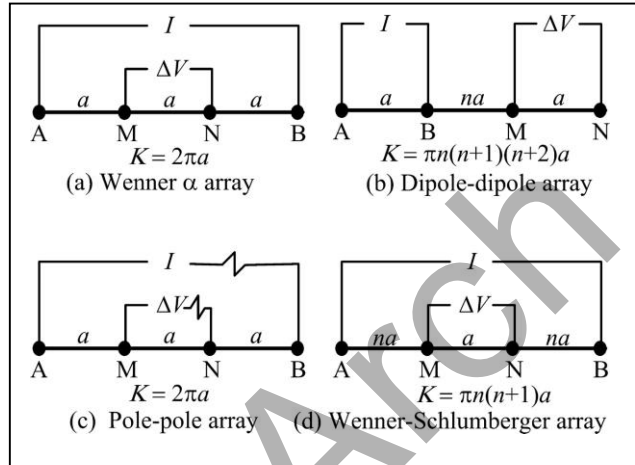 I
ΔV
a a a
A M N B
K = 2πa
(a) Wenner α array
I ΔV
a na a
A B M N
K = πn(n+1)(n+2)a
(b) Dipole-dipole array
I
ΔV
a a a
A M N B
K = 2πa
(c) Pole-pole array
I
ΔV
na a na
A M N B
K = πn(n+1)a
(d) Wenner-Schlumberger array
Arch